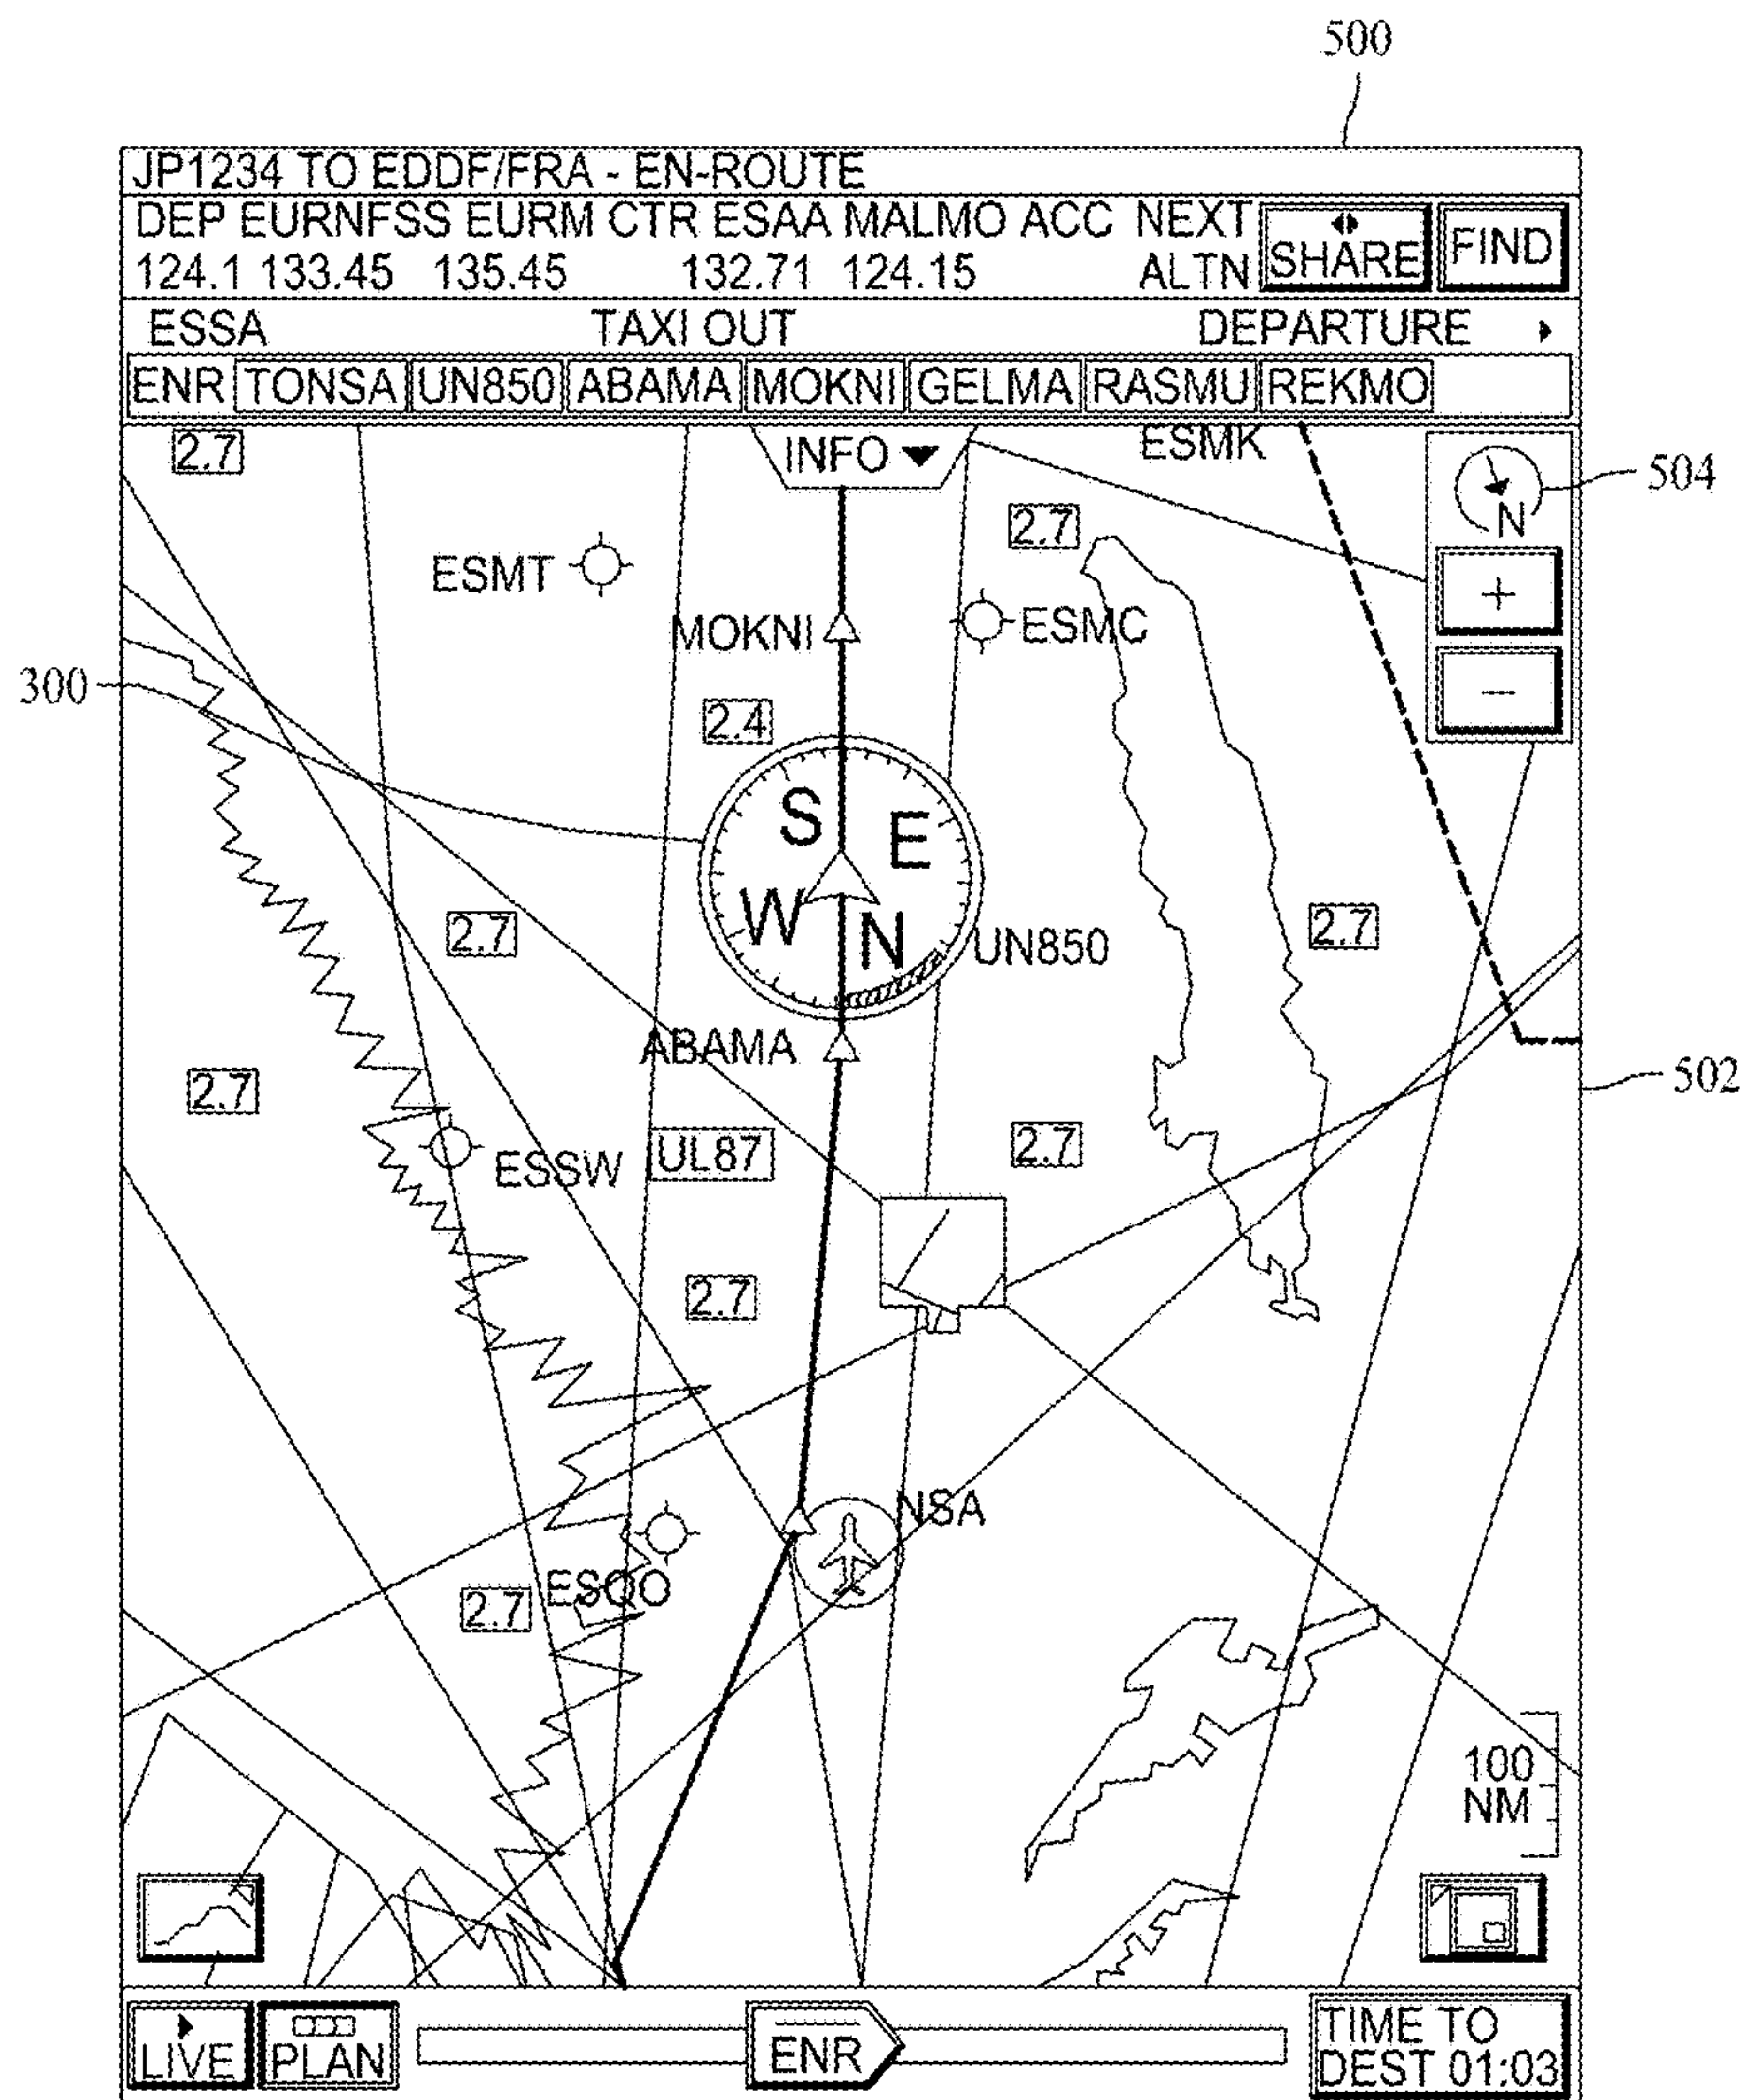 500
JP1234 TO EDDF/FRA - EN-ROUTE
DEP EURNFSS EURM CTR ESAA MALMO ACC NEXT
124.1 133.45 135.45 132.71 124.15 ALTN
SHARE
FIND
ESSA TAXI OUT DEPARTURE
ENR TONSA UN850 ABAMA MOKNI GELMA RASMU REKMO
2.7
INFO
ESMK
N
504
2.7
ESMT
+
MOKNI
ESMC
300
−
2.4
S
E
W
N
2.7
2.7
UN850
ABAMA
2.7
502
ESSW
UL87
2.7
2.7
NSA
2.7
ESQO
100
NM
LIVE
PLAN
ENR
TIME TO
DEST 01:03